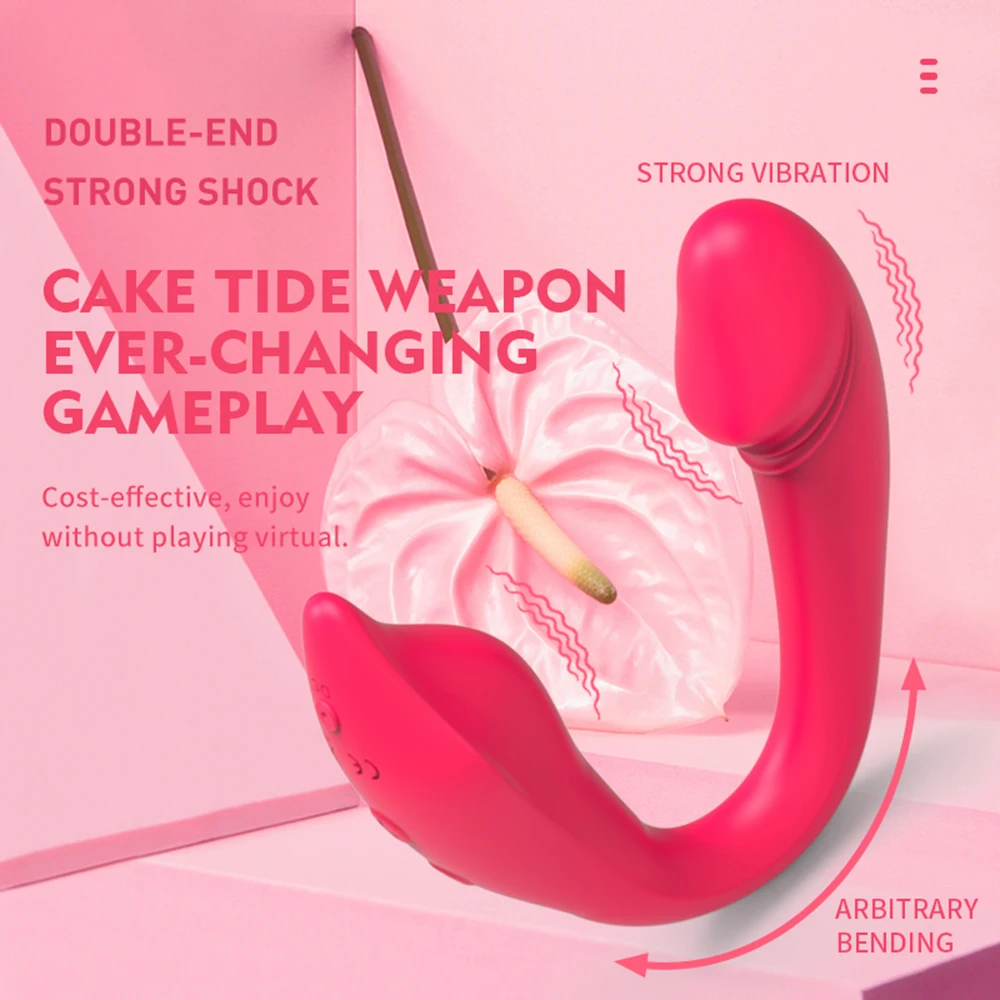 DOUBLE-END
STRONG SHOCK
STRONG VIBRATION
CAKE TIDE WEAPON
EVER-CHANGING
GAMEPLAY
Cost-effective, enjoy
without playing virtual.
CE
ARBITRARY
BENDING